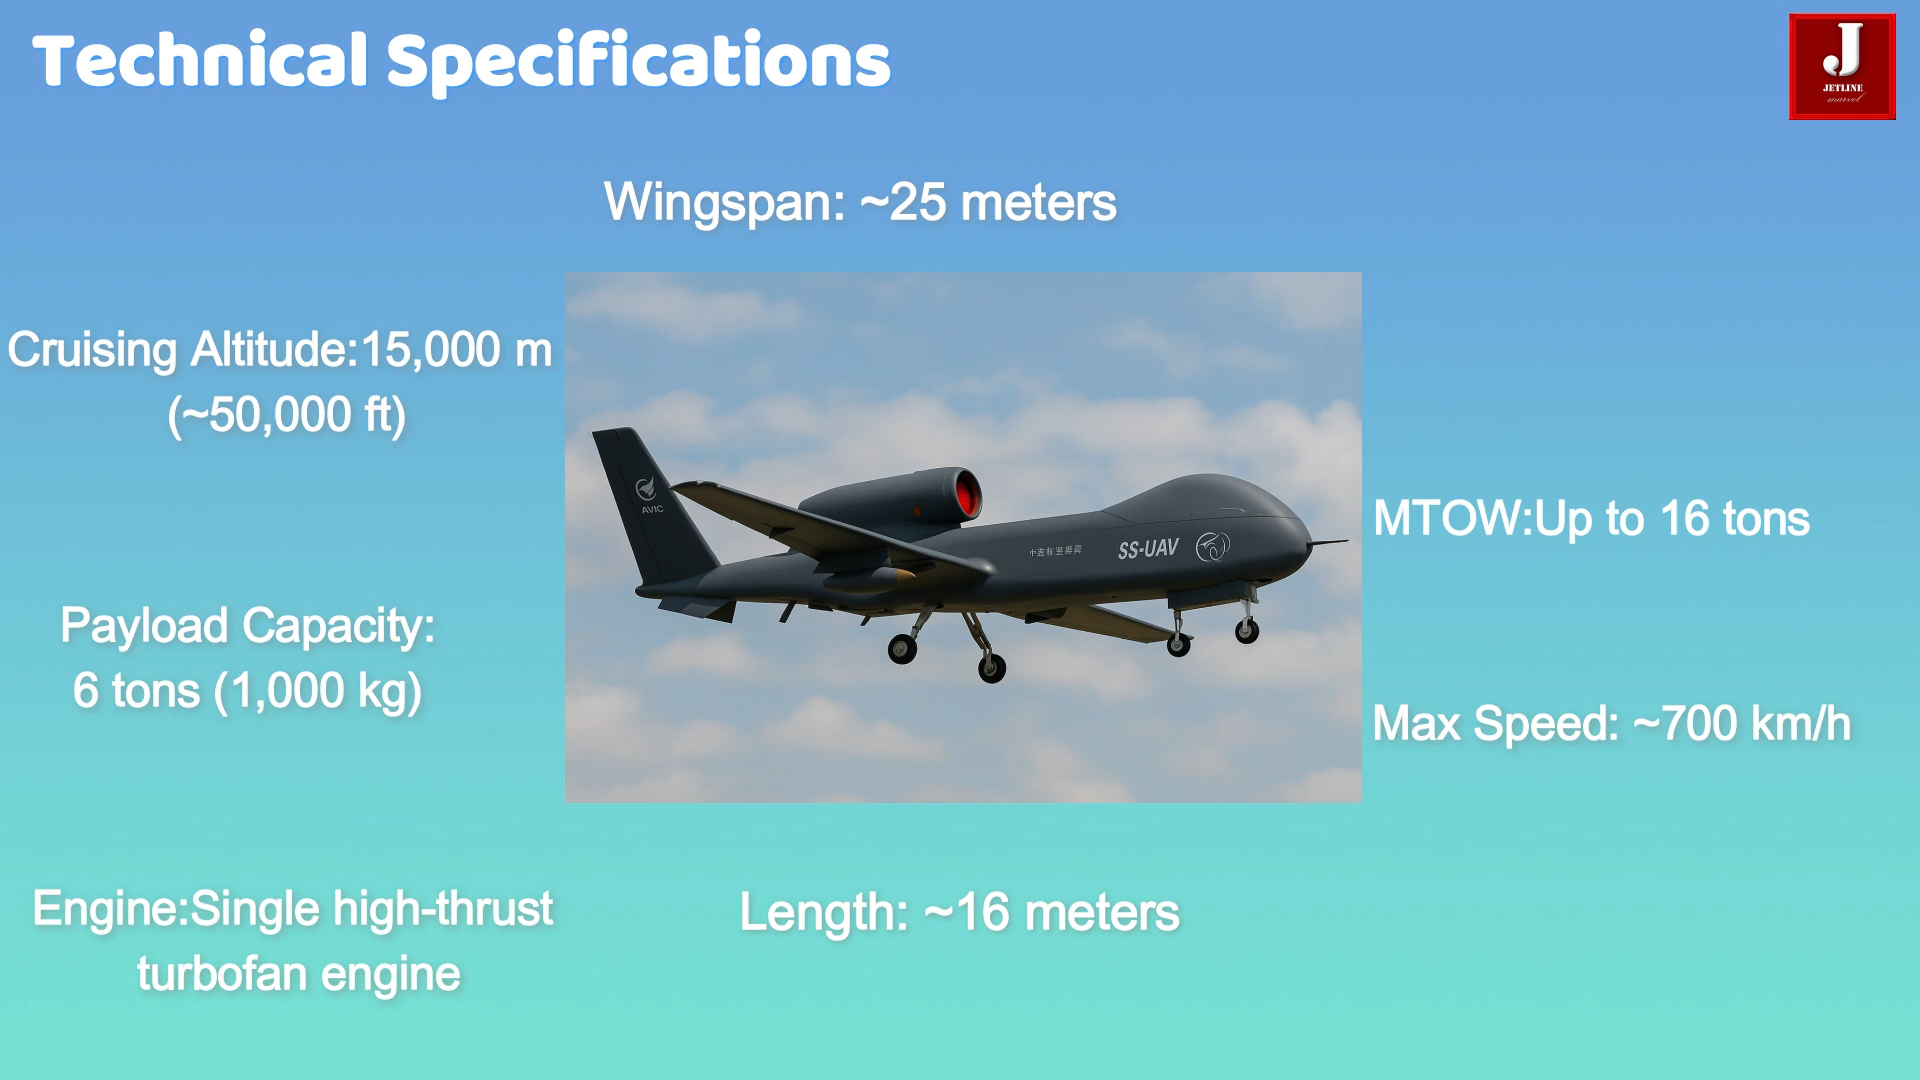 Technical Specifications
J
JETLINE
marvel
Wingspan: ~25 meters
Cruising Altitude:15,000 m
(~50,000 ft)
AVIC
SS-UAV
MTOW:Up to 16 tons
Payload Capacity:
6 tons (1,000 kg)
Max Speed: ~700 km/h
Engine:Single high-thrust
turbofan engine
Length: ~16 meters